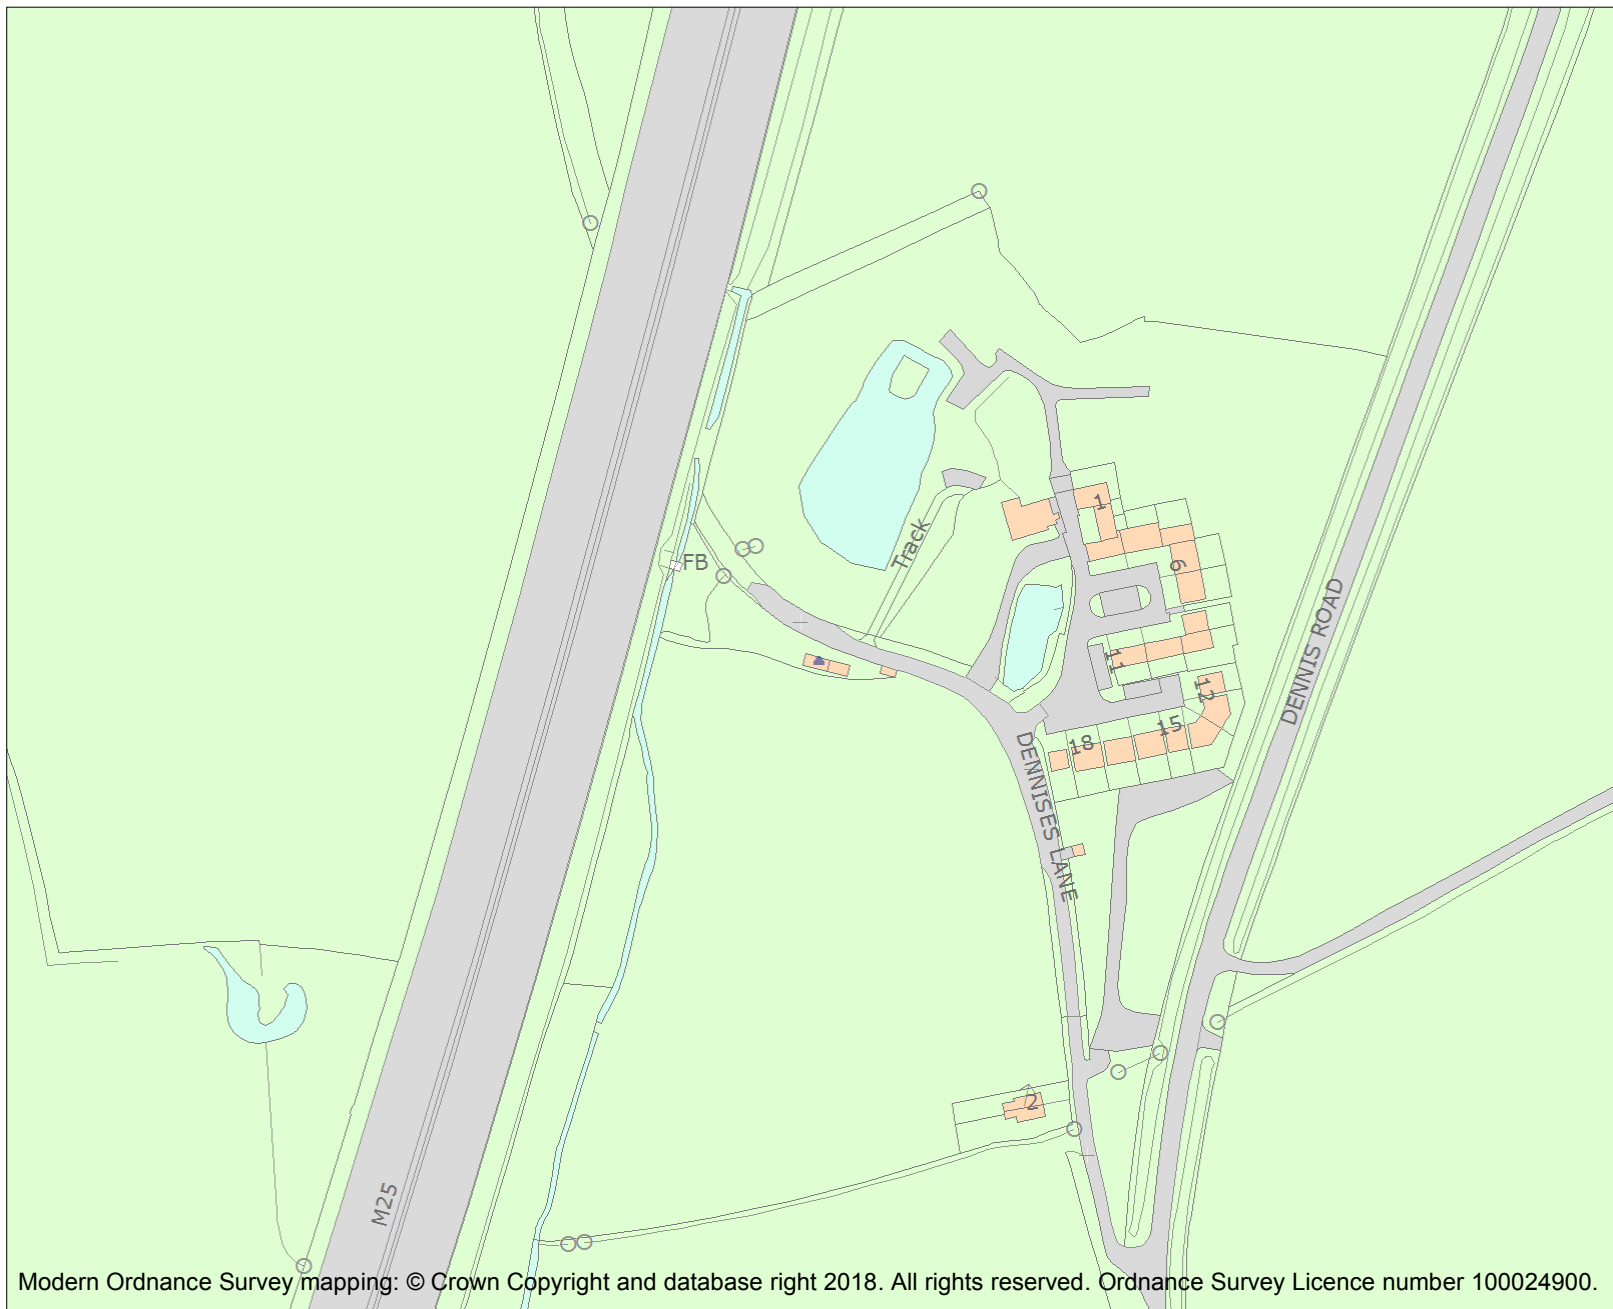 1
FB
Track
6
DENNIS ROAD
11
12
15
18
DENNISES LANE
2
M25
Modern Ordnance Survey mapping: © Crown Copyright and database right 2018. All rights reserved. Ordnance Survey Licence number 100024900.